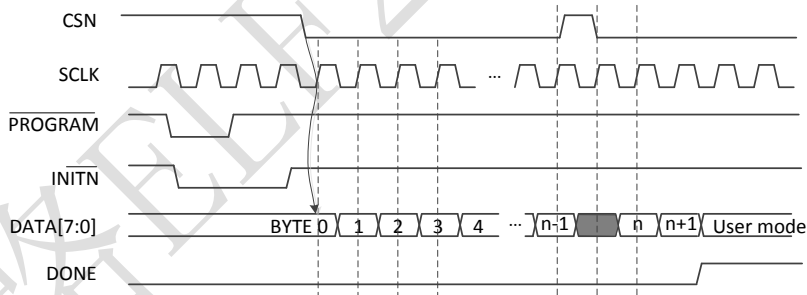 CSN
SCLK ...
PROGRAM
INITN
DATA[7:0] BYTE 0 1 2 3 4 ... n-1 n n+1 User mode
DONE